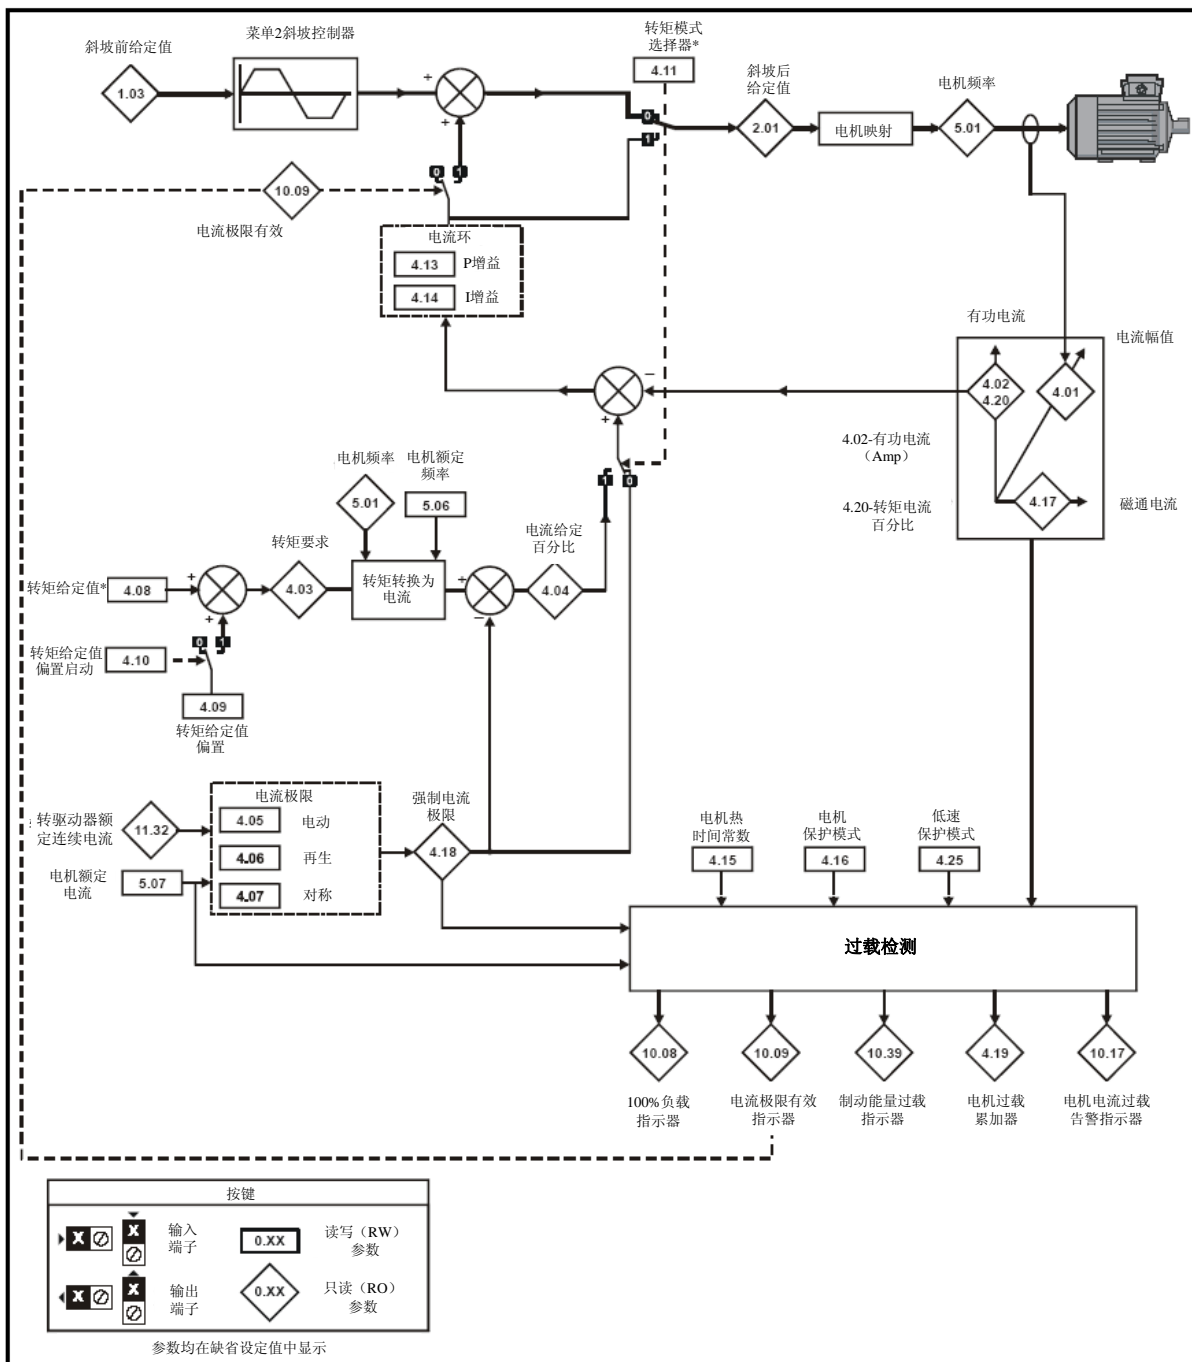 菜单2斜坡控制器
斜坡前给定值
1.03
+
+
转矩模式
选择器*
4.11
0
1
斜坡后
给定值
2.01
电机映射
电机频率
5.01
10.09
电流极限有效
0
1
电流环
4.13
P增益
4.14
I增益
有功电流
电流幅值
4.02
4.20
4.01
4.17
磁通电流
4.02-有功电流
（Amp）
4.20-转矩电流
百分比
−
+
1
0
电机频率
5.01
电机额定
频率
5.06
电流给定
百分比
转矩要求
转矩给定值*
4.08
+
+
4.03
转矩转换为
电流
+
−
4.04
0
1
转矩给定值
偏置启动
4.10
4.09
转矩给定值
偏置
转驱动器额
定连续电流
11.32
电机额定
电流
5.07
电流极限
4.05
电动
4.06
再生
4.07
对称
强制电流
极限
4.18
电机热
时间常数
4.15
电机
保护模式
4.16
低速
保护模式
4.25
过载检测
10.08
10.09
10.39
4.19
10.17
100%负载
指示器
电流极限有效
指示器
制动能量过载
指示器
电机过载
累加器
电机电流过载
告警指示器
按键
X
X
输入
端子
0.XX
读写（RW）
参数
X
X
输出
端子
0.XX
只读（RO）
参数
参数均在缺省设定值中显示